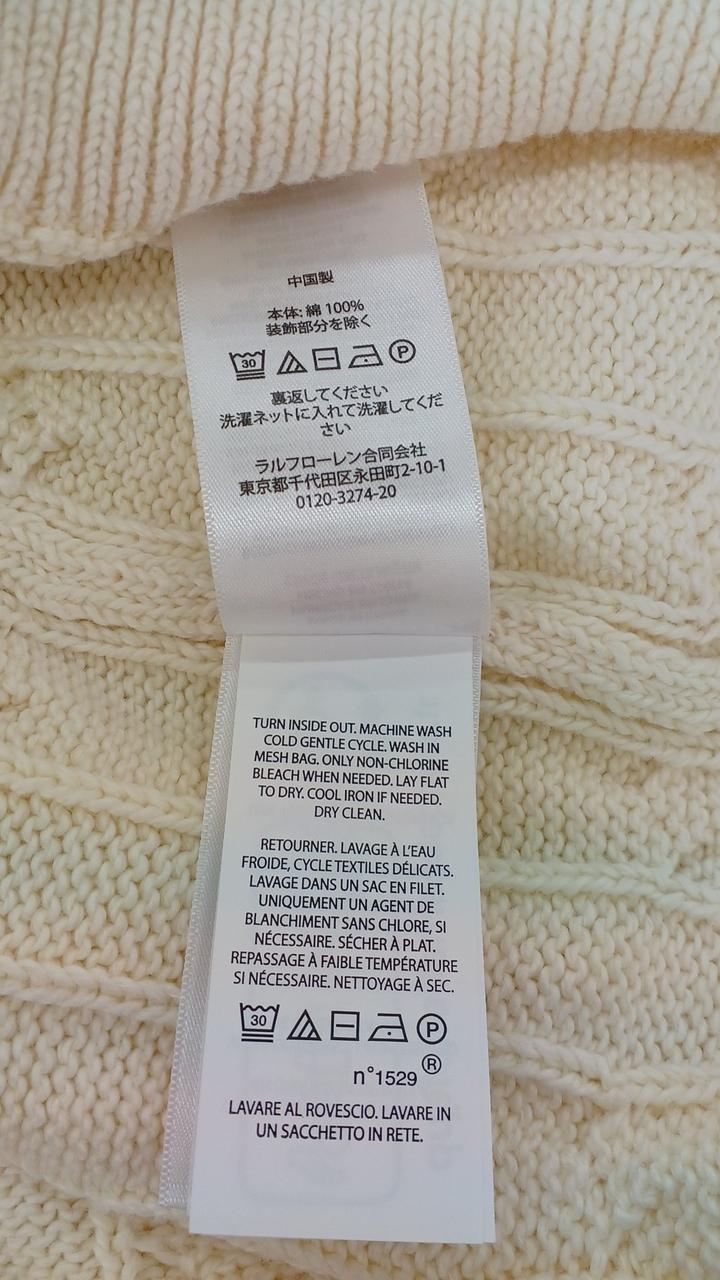 中国製
本体: 綿 100%
装飾部分を除く
30 P
裏返してください
洗濯ネットに入れて洗濯してくだ
さい
ラルフローレン合同会社
東京都千代田区永田町2-10-1
0120-3274-20
TURN INSIDE OUT. MACHINE WASH
COLD GENTLE CYCLE. WASH IN
MESH BAG. ONLY NON-CHLORINE
BLEACH WHEN NEEDED. LAY FLAT
TO DRY. COOL IRON IF NEEDED.
DRY CLEAN.
RETOURNER. LAVAGE À L'EAU
FROIDE, CYCLE TEXTILES DÉLICATS.
LAVAGE DANS UN SAC EN FILET.
UNIQUEMENT UN AGENT DE
BLANCHIMENT SANS CHLORE, SI
NÉCESSAIRE. SÉCHER À PLAT.
REPASSAGE À FAIBLE TEMPÉRATURE
SI NÉCESSAIRE. NETTOYAGE À SEC.
30 P
n°1529 ®
LAVARE AL ROVESCIO. LAVARE IN
UN SACCHETTO IN RETE.